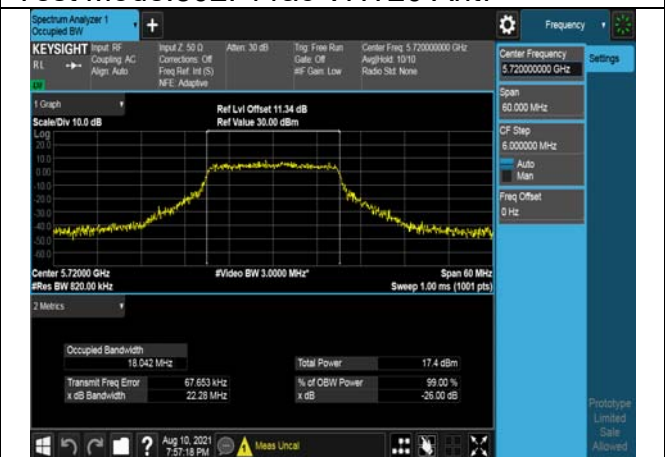 Spectrum Analyzer 1
Occupied BW
+
Frequency
KEYSIGHT
RL
Input: RF
Coupling: AC
Align: Auto
Input Z: 50 Ω
Corrections: Off
Freq Ref: Int (S)
NFE: Adaptive
Atten: 30 dB
Trig: Free Run
Gate: Off
#IF Gain: Low
Center Freq: 5.720000000 GHz
Avg|Hold: 10/10
Radio Std: None
Center Frequency
5.720000000 GHz
Settings
Span
60.000 MHz
CF Step
6.000000 MHz
Auto
Man
Freq Offset
0 Hz
1 Graph
Scale/Div 10.0 dB
Ref Lvl Offset 11.34 dB
Ref Value 30.00 dBm
Log
20.0
10.0
0.00
-10.0
-20.0
-30.0
-40.0
-50.0
-60.0
Center 5.72000 GHz
#Res BW 820.00 kHz
#Video BW 3.0000 MHz*
Span 60 MHz
Sweep 1.00 ms (1001 pts)
2 Metrics
Occupied Bandwidth
18.042 MHz
Total Power 17.4 dBm
Transmit Freq Error 67.653 kHz
% of OBW Power 99.00 %
x dB Bandwidth 22.28 MHz
x dB -26.00 dB
Prototype
Limited
Sale
Allowed
?
Aug 10, 2021
7:57:18 PM
Meas Uncal